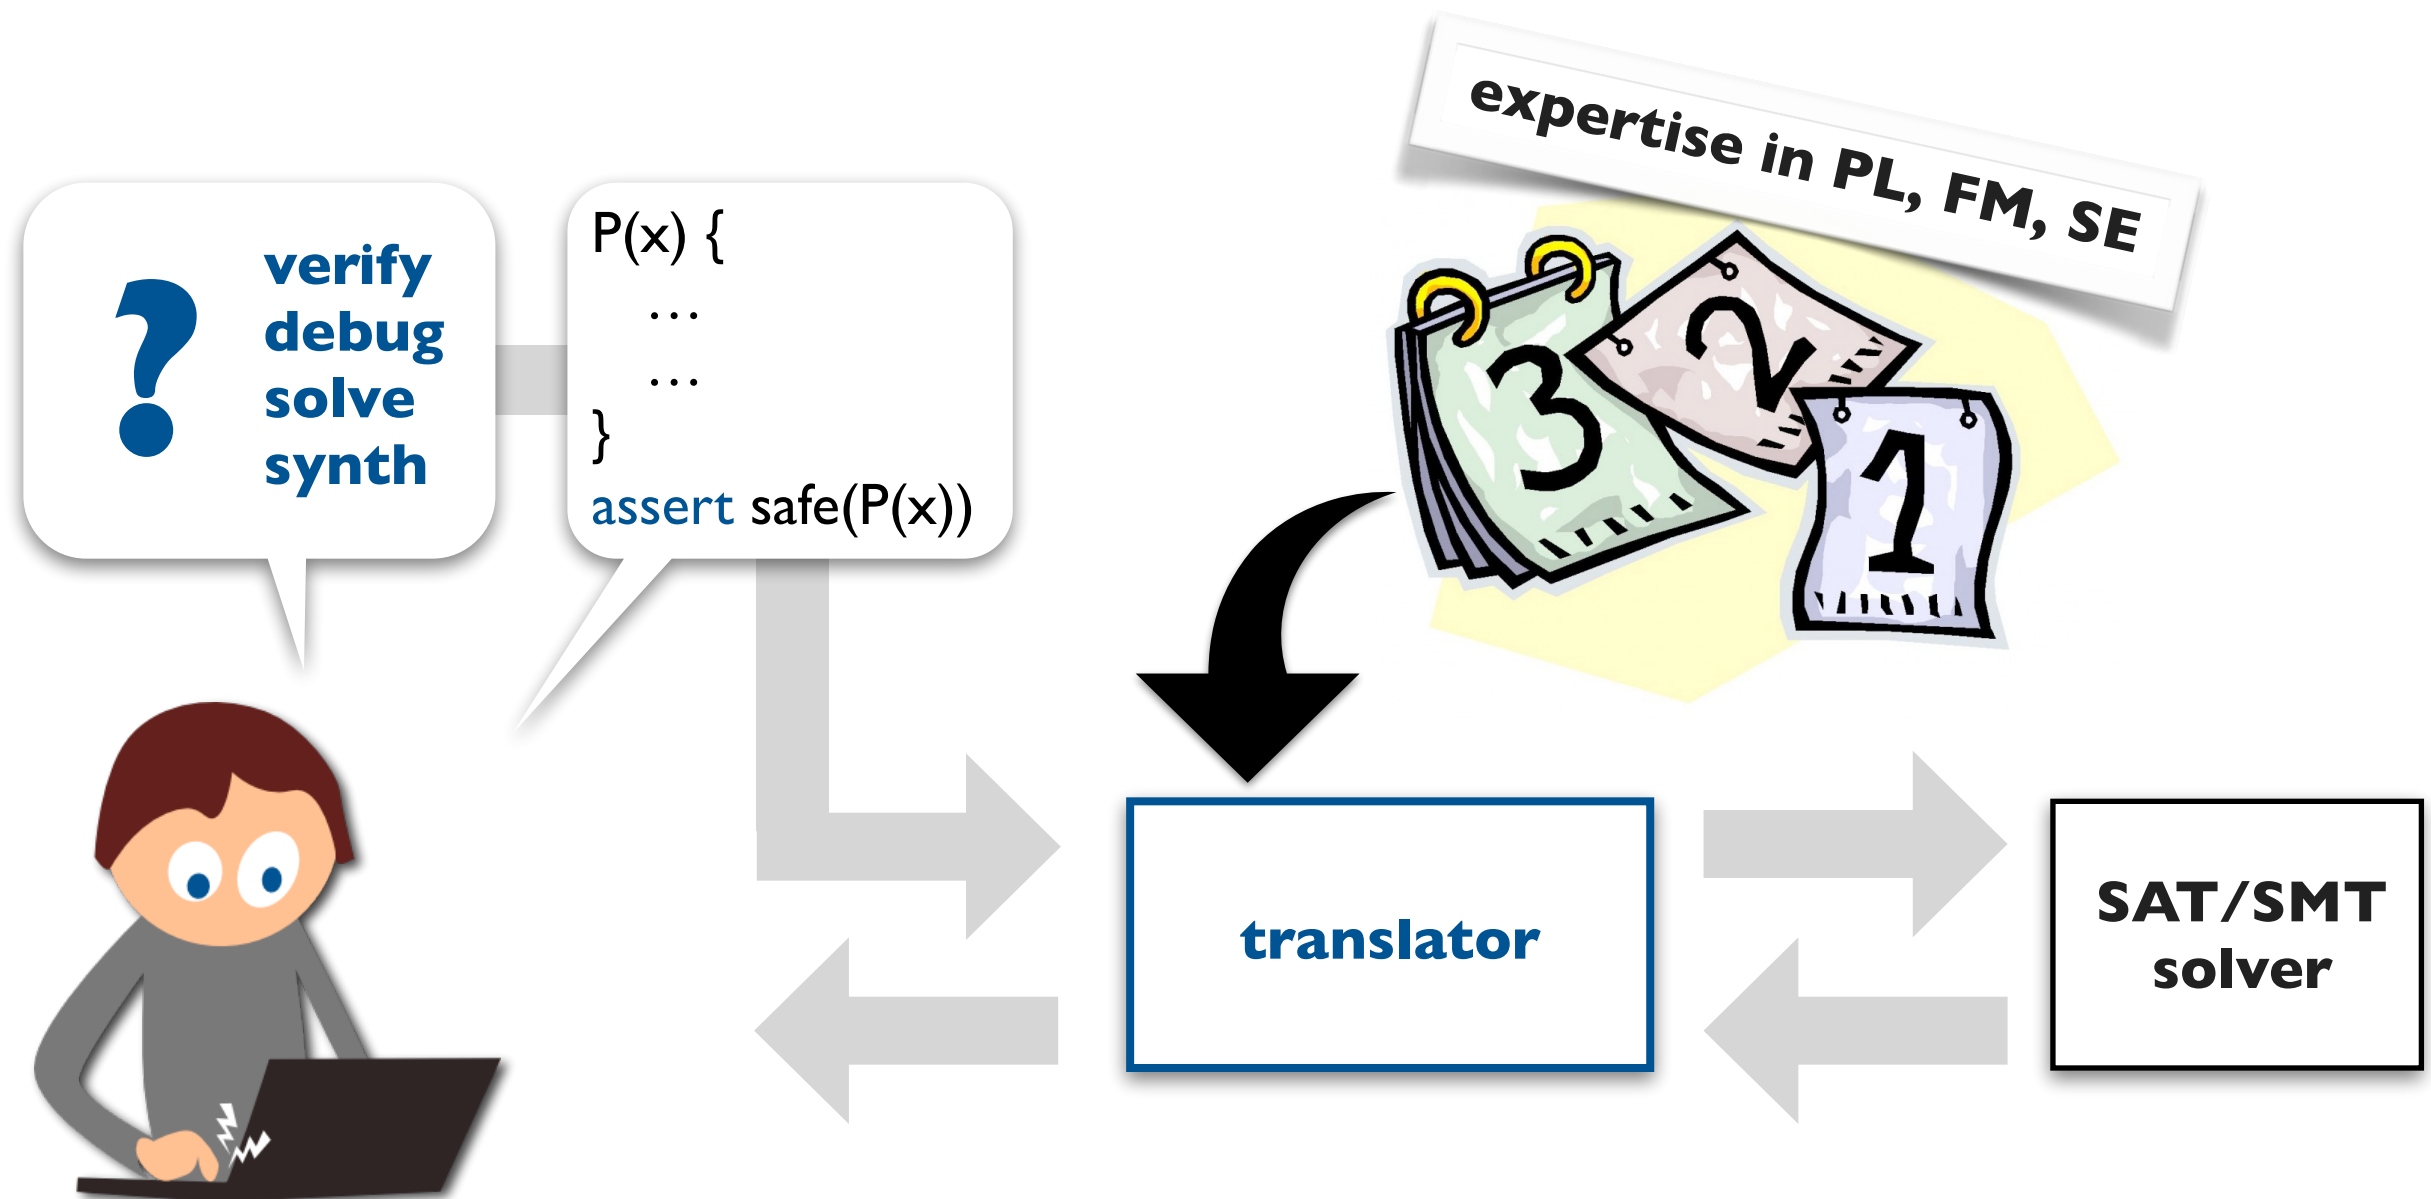 expertise in PL, FM, SE
?
verify
debug
solve
synth
P(x) {
…
…
}
assert safe(P(x))
3
2
1
translator
SAT/SMT
solver